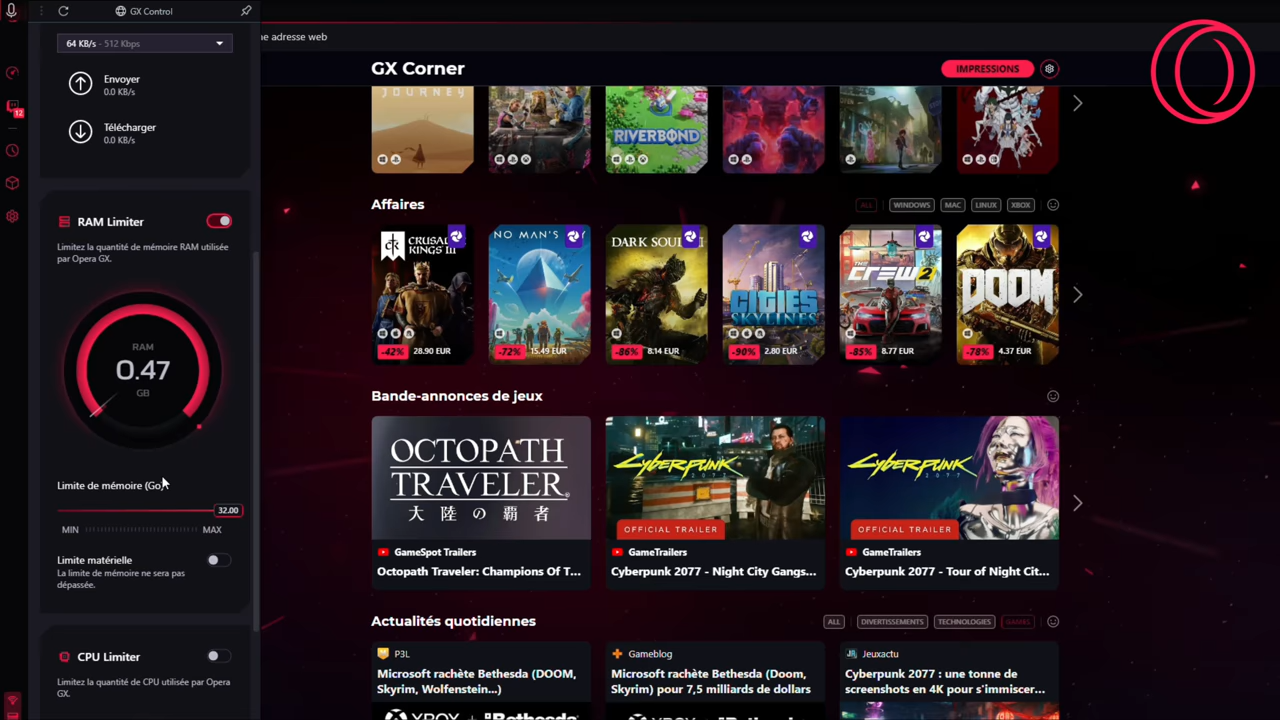 GX Control
ne adresse web
64 KB/s - 512 Kbps
Envoyer
0.0 KB/s
Télécharger
0.0 KB/s
12
RAM Limiter
Limitez la quantité de mémoire RAM utilisée
par Opera GX.
RAM
0.47
GB
Limite de mémoire (Go)
32.00
MIN
MAX
Limite matérielle
La limite de mémoire ne sera pas
dépassée.
CPU Limiter
Limitez la quantité de CPU utilisée par Opera
GX.
GX Corner
IMPRESSIONS
JOURNEY
RIVERBOND
Affaires
ALL
WINDOWS
MAC
LINUX
XBOX
KINGS III
-42% 28.90 EUR
NO MAN'S
-72% 15.49 EUR
DARK
-86% 8.14 EUR
CITIES
SKYLINES
-90% 2.80 EUR
THE
CREW 2
-85% 8.77 EUR
DOOM
-78% 4.37 EUR
Bande-annonces de jeux
OCTOPATH
TRAVELER
大陸の覇者
GameSpot Trailers
Octopath Traveler: Champions Of T...
Cyberpunk
2077
OFFICIAL TRAILER
GameTrailers
Cyberpunk 2077 - Night City Gangs...
Cyberpunk
2077
OFFICIAL TRAILER
GameTrailers
Cyberpunk 2077 - Tour of Night Cit...
Actualités quotidiennes
ALL
DIVERTISSEMENTS
TECHNOLOGIES
GAMES
P3L
Microsoft rachète Bethesda (DOOM,
Skyrim, Wolfenstein...)
XBOX Bethesda
Gameblog
Microsoft rachète Bethesda (Doom,
Skyrim) pour 7,5 milliards de dollars
XBOX Bethesda
Jeuxactu
Cyberpunk 2077 : une tonne de
screenshots en 4K pour s'immiscer...